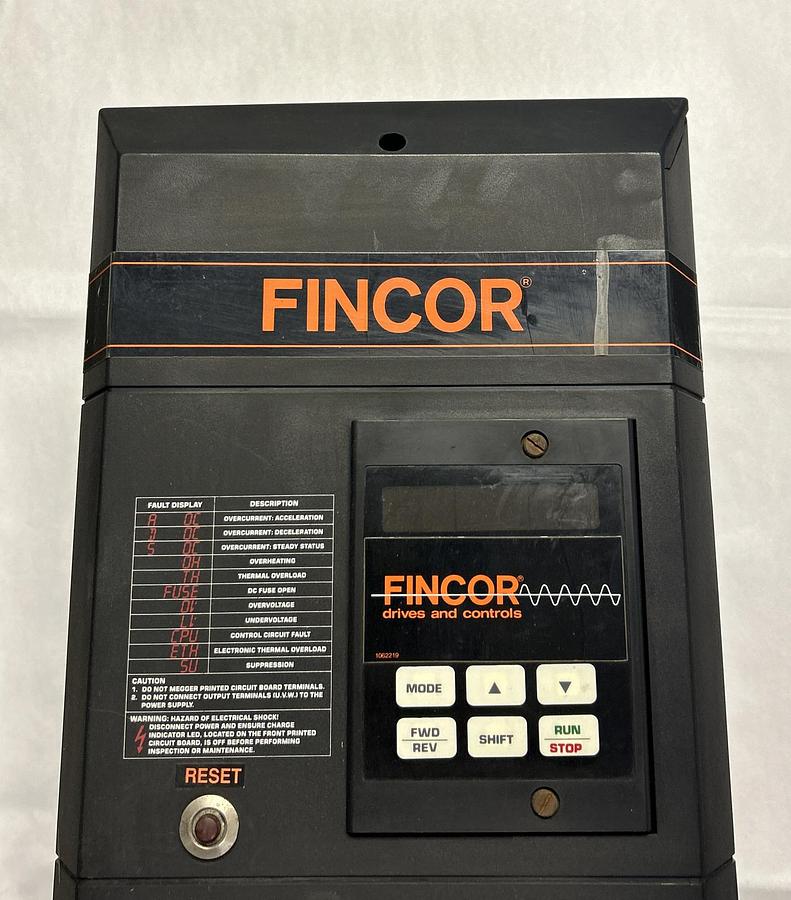 FINCOR®
FAULT DISPLAY DESCRIPTION
A OC OVERCURRENT: ACCELERATION
D OC OVERCURRENT: DECELERATION
S OC OVERCURRENT: STEADY STATUS
OH OVERHEATING
TH THERMAL OVERLOAD
FUSE DC FUSE OPEN
OVERVOLTAGE
UNDERVOLTAGE
CPU CONTROL CIRCUIT FAULT
ETH ELECTRONIC THERMAL OVERLOAD
SU SUPPRESSION
CAUTION
1. DO NOT MEGGER PRINTED CIRCUIT BOARD TERMINALS.
2. DO NOT CONNECT OUTPUT TERMINALS (U.V.W.) TO THE
POWER SUPPLY.
WARNING: HAZARD OF ELECTRICAL SHOCK!
DISCONNECT POWER AND ENSURE CHARGE
INDICATOR LED, LOCATED ON THE FRONT PRINTED
CIRCUIT BOARD, IS OFF BEFORE PERFORMING
INSPECTION OR MAINTENANCE.
RESET
FINCOR®
drives and controls
1062219
MODE ▲ ▼
FWD
REV
SHIFT
RUN
STOP